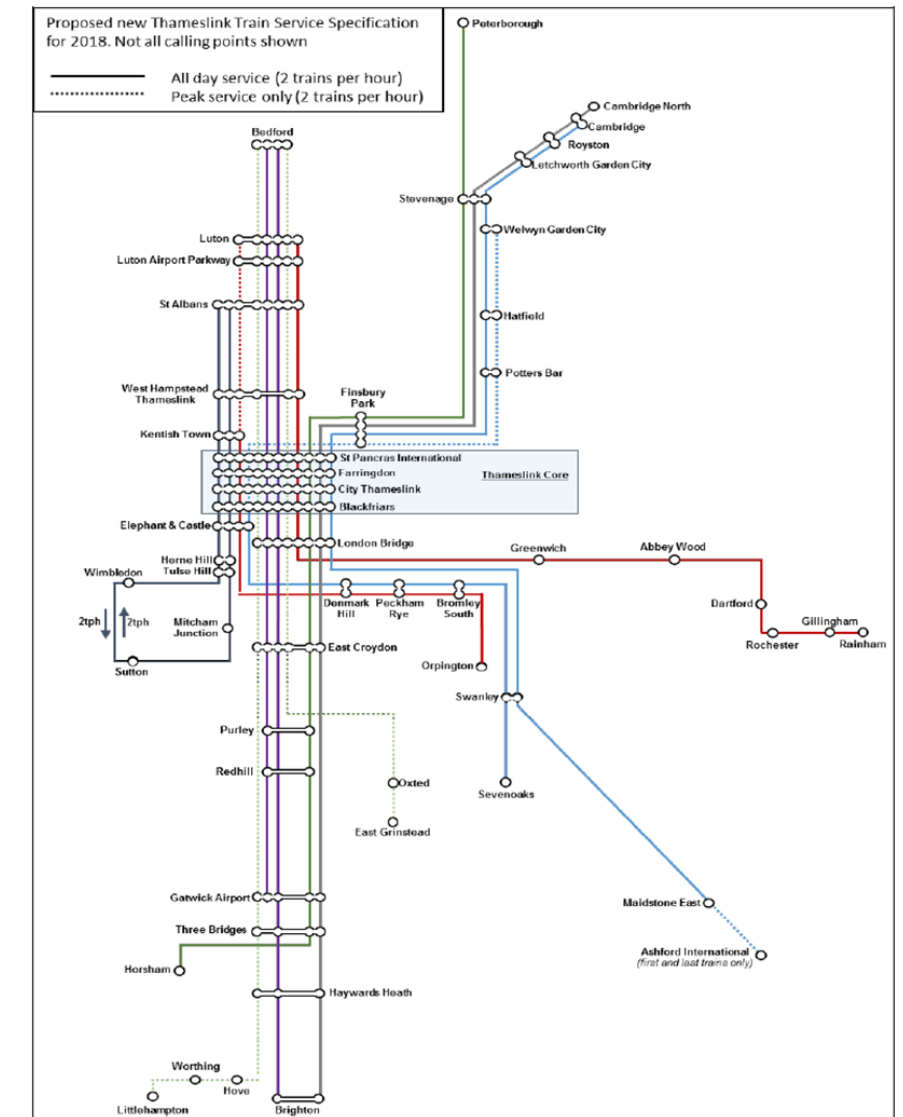 Proposed new Thameslink Train Service Specification
for 2018. Not all calling points shown
All day service (2 trains per hour)
Peak service only (2 trains per hour)
Peterborough
Cambridge North
Cambridge
Royston
Letchworth Garden City
Bedford
Stevenage
Welwyn Garden City
Luton
Luton Airport Parkway
St Albans
Hatfield
Potters Bar
West Hampstead
Thameslink
Finsbury
Park
Kentish Town
St Pancras International
Farringdon
Thameslink Core
City Thameslink
Blackfriars
Elephant & Castle
London Bridge
Greenwich
Abbey Wood
Herne Hill
Tulse Hill
Wimbledon
Denmark
Hill
Peckham
Rye
Bromley
South
Dartford
2tph
2tph
Mitcham
Junction
Gillingham
Rochester
Rainham
East Croydon
Orpington
Sutton
Swanley
Purley
Redhill
Oxted
Sevenoaks
East Grinstead
Gatwick Airport
Maidstone East
Three Bridges
Ashford International
(first and last trains only)
Horsham
Haywards Heath
Worthing
Hove
Littlehampton
Brighton